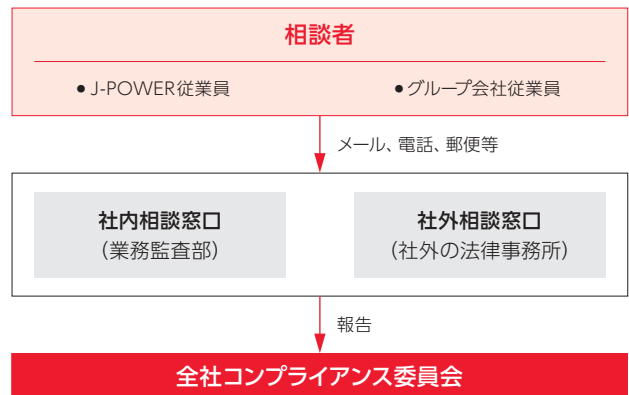 相談者
● J-POWER従業員
● グループ会社従業員
メール、電話、郵便等
社内相談窓口
（業務監査部）
社外相談窓口
（社外の法律事務所）
報告
全社コンプライアンス委員会